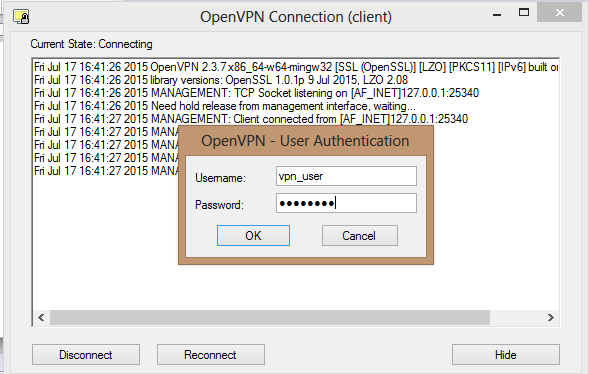 OpenVPN Connection (client)
Current State: Connecting
Fri Jul 17 16:41:26 2015 OpenVPN 2.3.7 x86_64-w64-mingw32 [SSL (OpenSSL)] [LZO] [PKCS11] [IPv6] built on
Fri Jul 17 16:41:26 2015 library versions: OpenSSL 1.0.1p 9 Jul 2015, LZO 2.08
Fri Jul 17 16:41:26 2015 MANAGEMENT: TCP Socket listening on [AF_INET]127.0.0.1:25340
Fri Jul 17 16:41:26 2015 Need hold release from management interface, waiting...
Fri Jul 17 16:41:27 2015 MANAGEMENT: Client connected from [AF_INET]127.0.0.1:25340
Fri Jul 17 16:41:27 2015 MANA
Fri Jul 17 16:41:27 2015 MANA
Fri Jul 17 16:41:27 2015 MANA
Fri Jul 17 16:41:27 2015 MANA
OpenVPN - User Authentication
Username: vpn_user
Password: ●●●●●●●●
OK Cancel
Disconnect Reconnect Hide